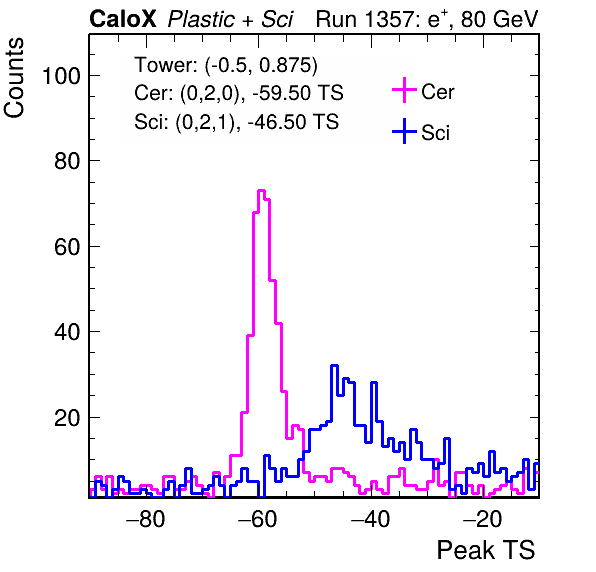 CaloX Plastic + Sci Run 1357: e⁺, 80 GeV
Counts
Tower: (-0.5, 0.875)
Cer: (0,2,0), -59.50 TS
Sci: (0,2,1), -46.50 TS
Cer
Sci
100
80
60
40
20
−80 −60 −40 −20
Peak TS